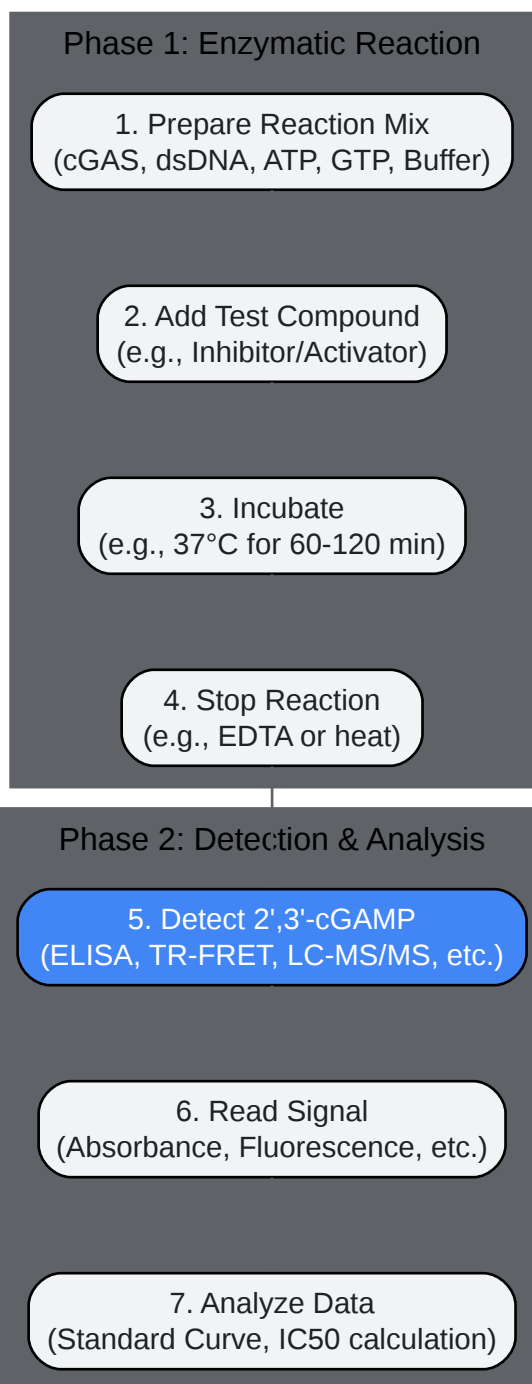 Phase 1: Enzymatic Reaction
1. Prepare Reaction Mix
(cGAS, dsDNA, ATP, GTP, Buffer)
2. Add Test Compound
(e.g., Inhibitor/Activator)
3. Incubate
(e.g., 37°C for 60-120 min)
4. Stop Reaction
(e.g., EDTA or heat)
Phase 2: Detection & Analysis
5. Detect 2',3'-cGAMP
(ELISA, TR-FRET, LC-MS/MS, etc.)
6. Read Signal
(Absorbance, Fluorescence, etc.)
7. Analyze Data
(Standard Curve, IC50 calculation)